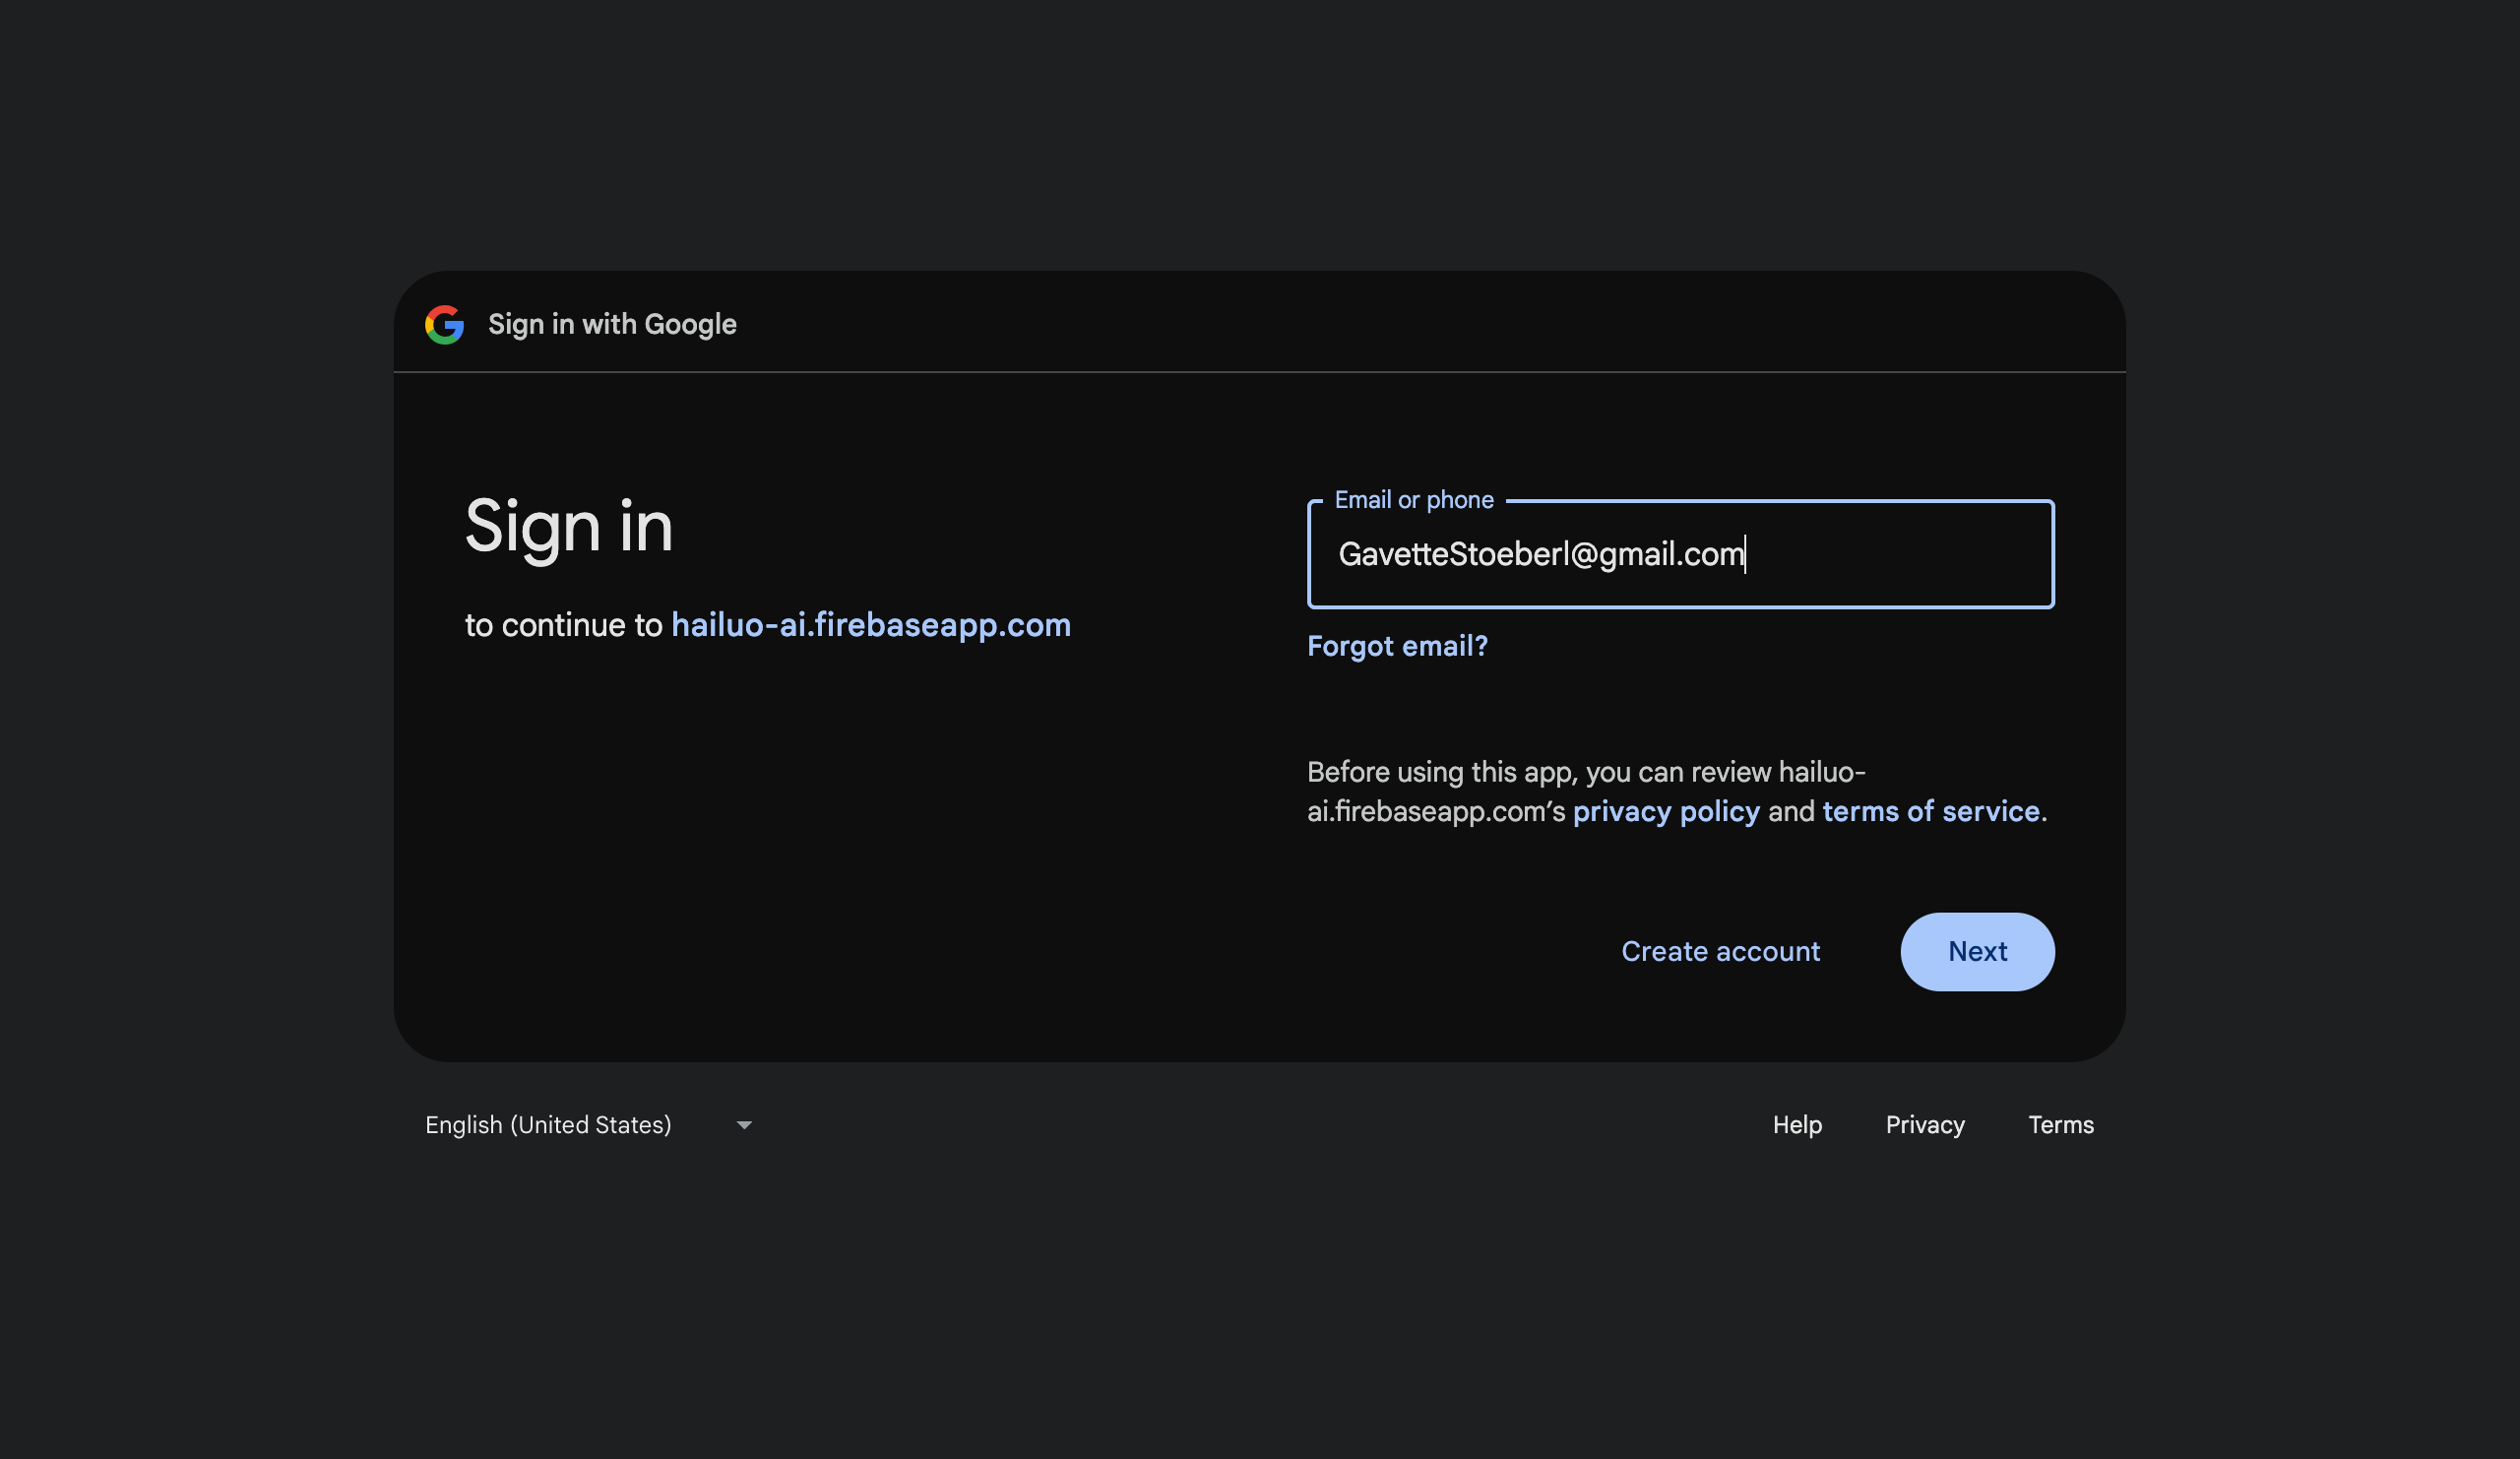 Sign in with Google
Sign in
to continue to hailuo-ai.firebaseapp.com
Email or phone
GavetteStoeberl@gmail.com
Forgot email?
Before using this app, you can review hailuo-
ai.firebaseapp.com’s privacy policy and terms of service.
Create account
Next
English (United States)
Help
Privacy
Terms